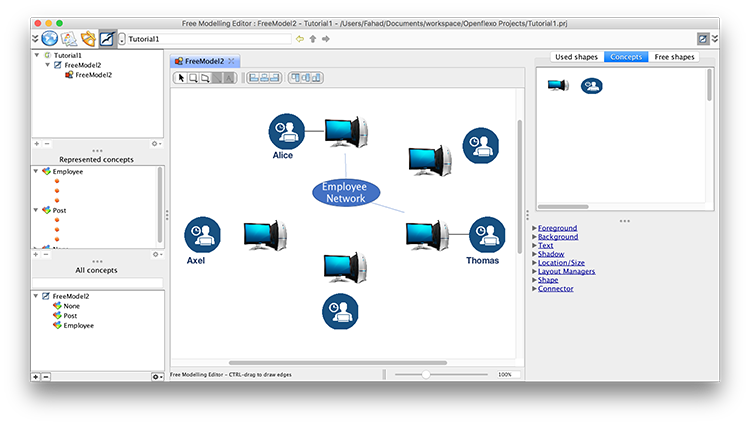 Free Modelling Editor : FreeModel2 - Tutorial1 - /Users/Fahad/Documents/workspace/Openflexo Projects/Tutorial1.prj
Tutorial1
Tutorial1
FreeModel2
FreeModel2
Represented concepts
Employee
Post
All concepts
FreeModel2
None
Post
Employee
FreeModel2
A
Alice
Employee
Network
Axel
Thomas
Free Modelling Editor - CTRL-drag to draw edges
100%
Used shapes
Concepts
Free shapes
Foreground
Background
Text
Shadow
Location/Size
Layout Managers
Shape
Connector